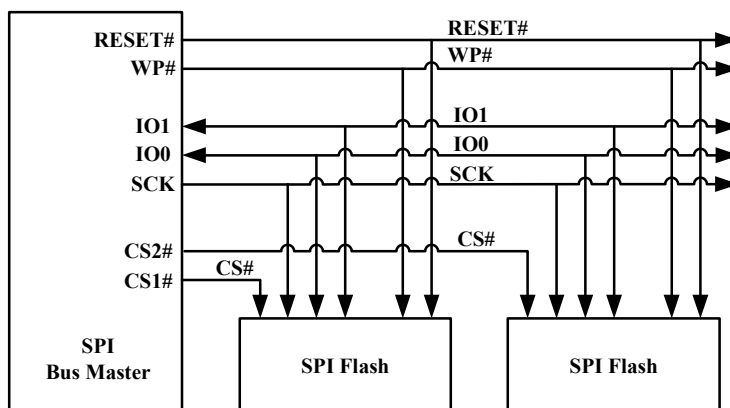 RESET#
RESET#
WP#
WP#
IO1
IO1
IO0
IO0
SCK
SCK
CS2#
CS#
CS1#
CS#
SPI
Bus Master
SPI Flash
SPI Flash